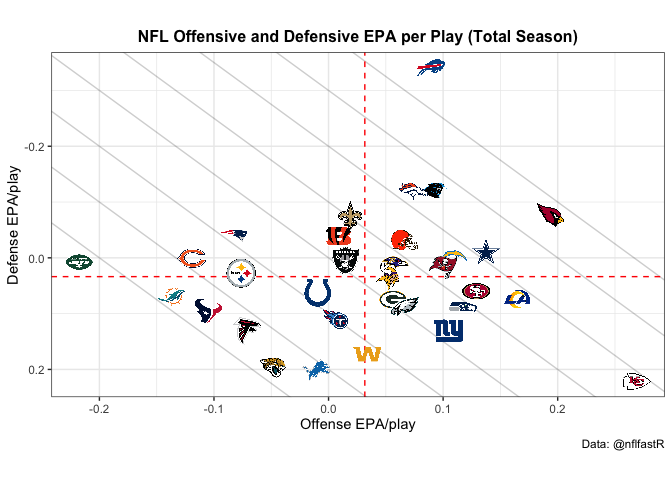 NFL Offensive and Defensive EPA per Play (Total Season)
-0.2
0.0
0.2
Defense EPA/play
-0.2
-0.1
0.0
0.1
0.2
Offense EPA/play
Data: @nflfastR
ny
W